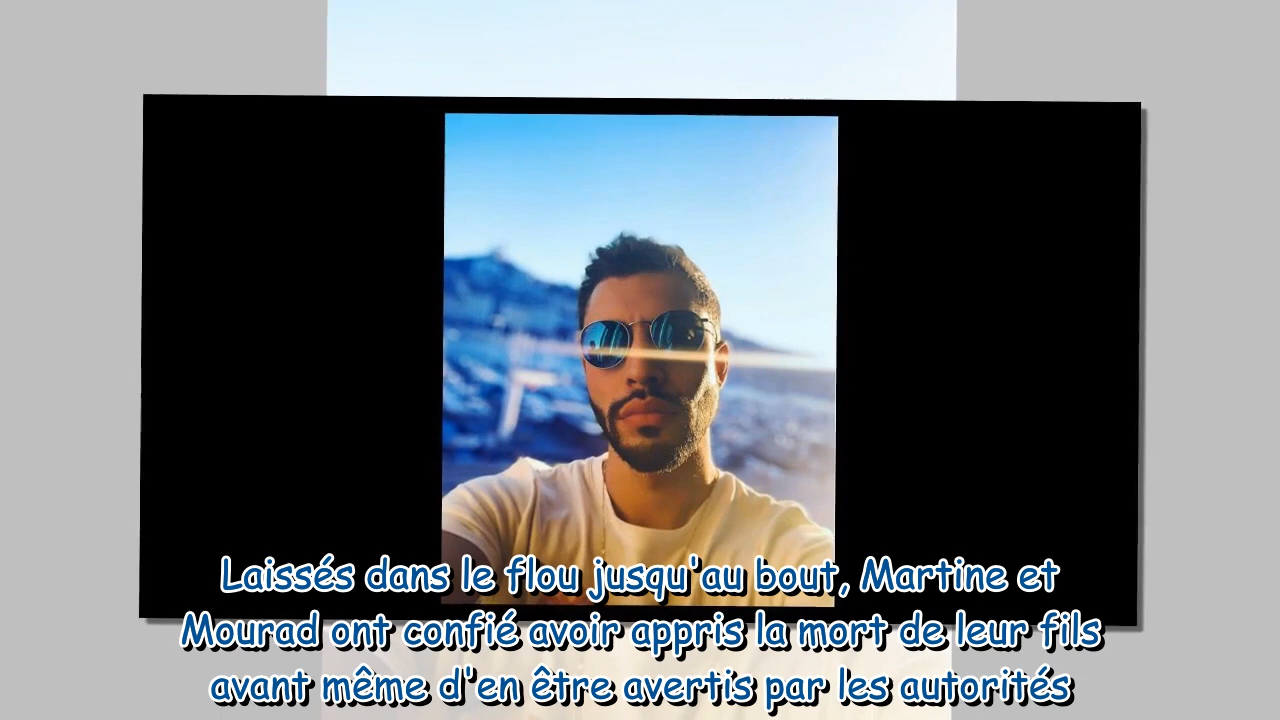 Laissés dans le flou jusqu'au bout, Martine et
Mourad ont confié avoir appris la mort de leur fils
avant même d'en être avertis par les autorités